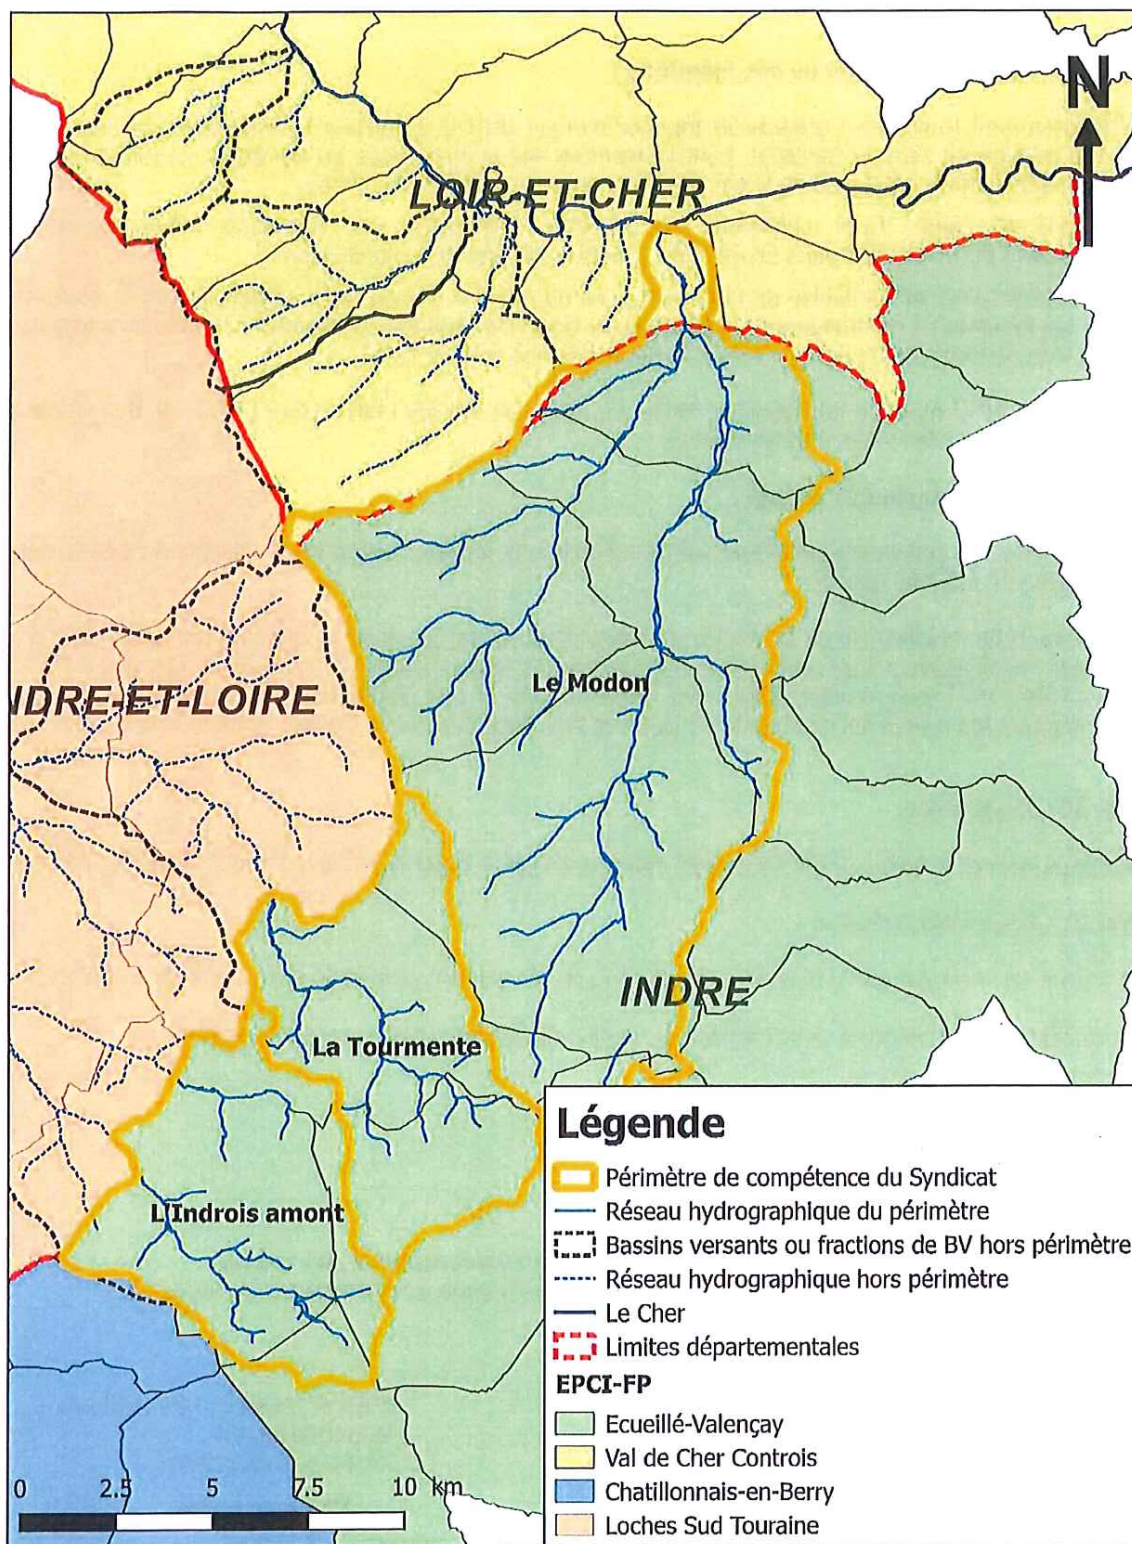 N
LOIR-ET-CHER
NDRE-ET-LOIRE
Le Modon
INDRE
La Tourmente
L'Indrois amont
Légende
Périmètre de compétence du Syndicat
Réseau hydrographique du périmètre
Bassins versants ou fractions de BV hors périmètre
Réseau hydrographique hors périmètre
Le Cher
Limites départementales
EPCI-FP
Ecueillé-Valençay
Val de Cher Controis
Chatillonnais-en-Berry
Loches Sud Touraine
0 2.5 5 7.5 10 km